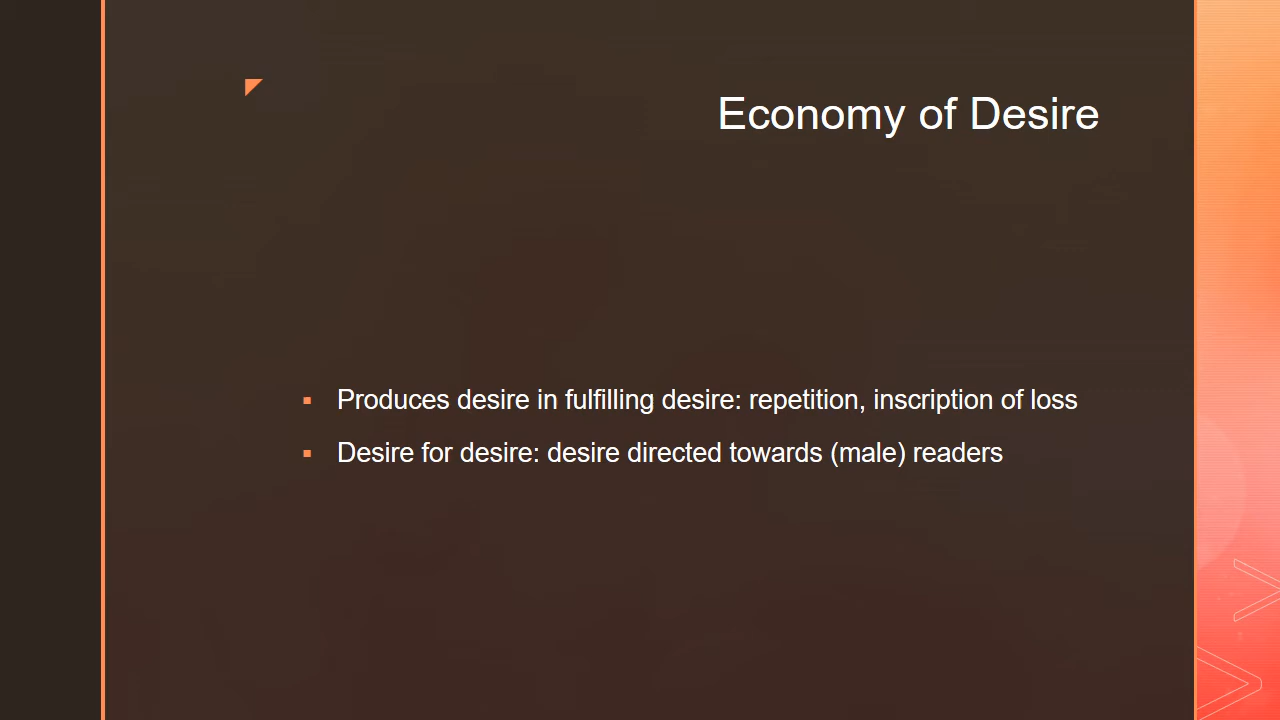 Economy of Desire
Produces desire in fulfilling desire: repetition, inscription of loss
Desire for desire: desire directed towards (male) readers